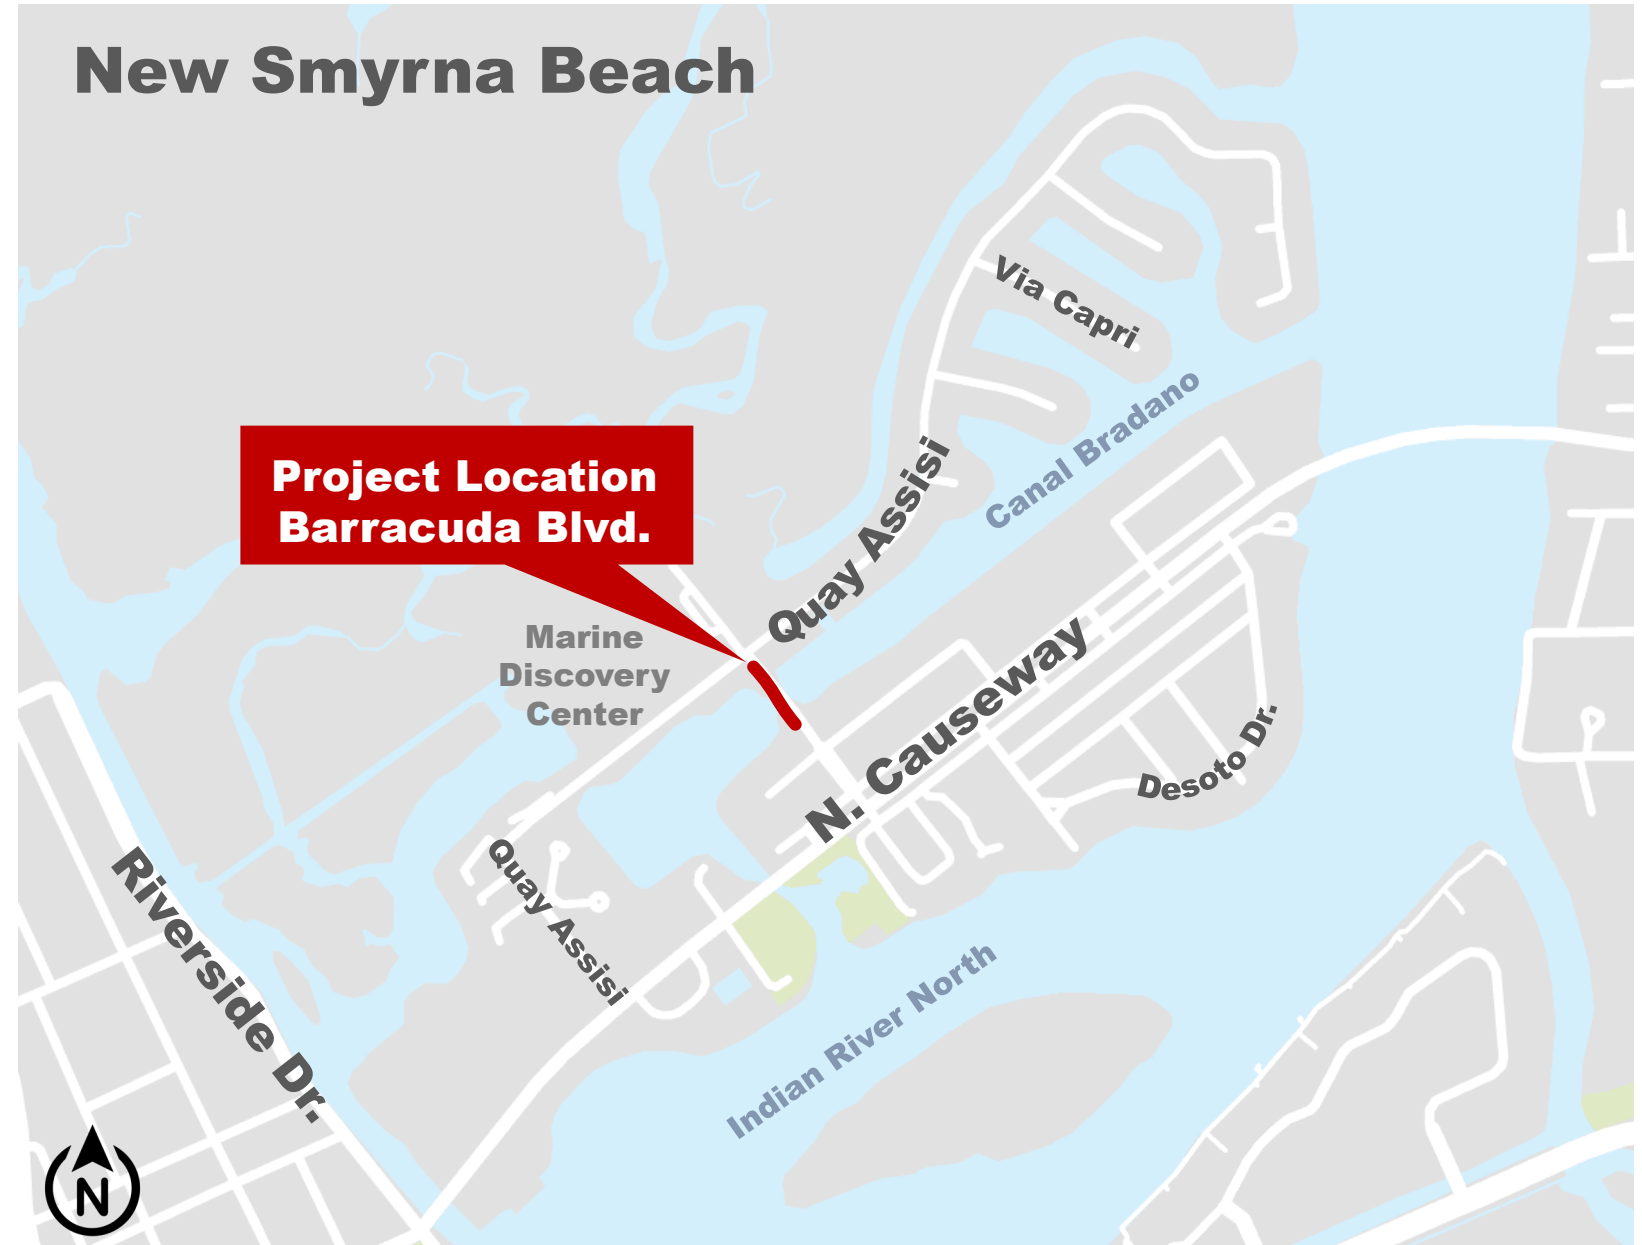 New Smyrna Beach
Via Capri
Canal Bradano
Project Location
Barracuda Blvd.
Quay Assisi
Marine
Discovery
Center
N. Causeway
Desoto Dr.
Quay Assisi
Riverside Dr.
Indian River North
N